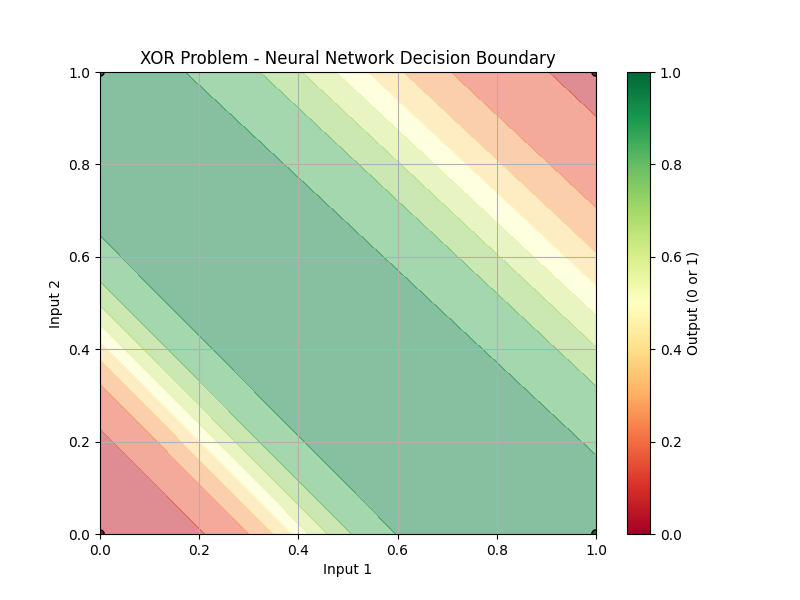 XOR Problem - Neural Network Decision Boundary
1.0
0.8
0.6
0.4
0.2
0.0
Input 2
0.0 0.2 0.4 0.6 0.8 1.0
Input 1
1.0
0.8
0.6
0.4
0.2
0.0
Output (0 or 1)